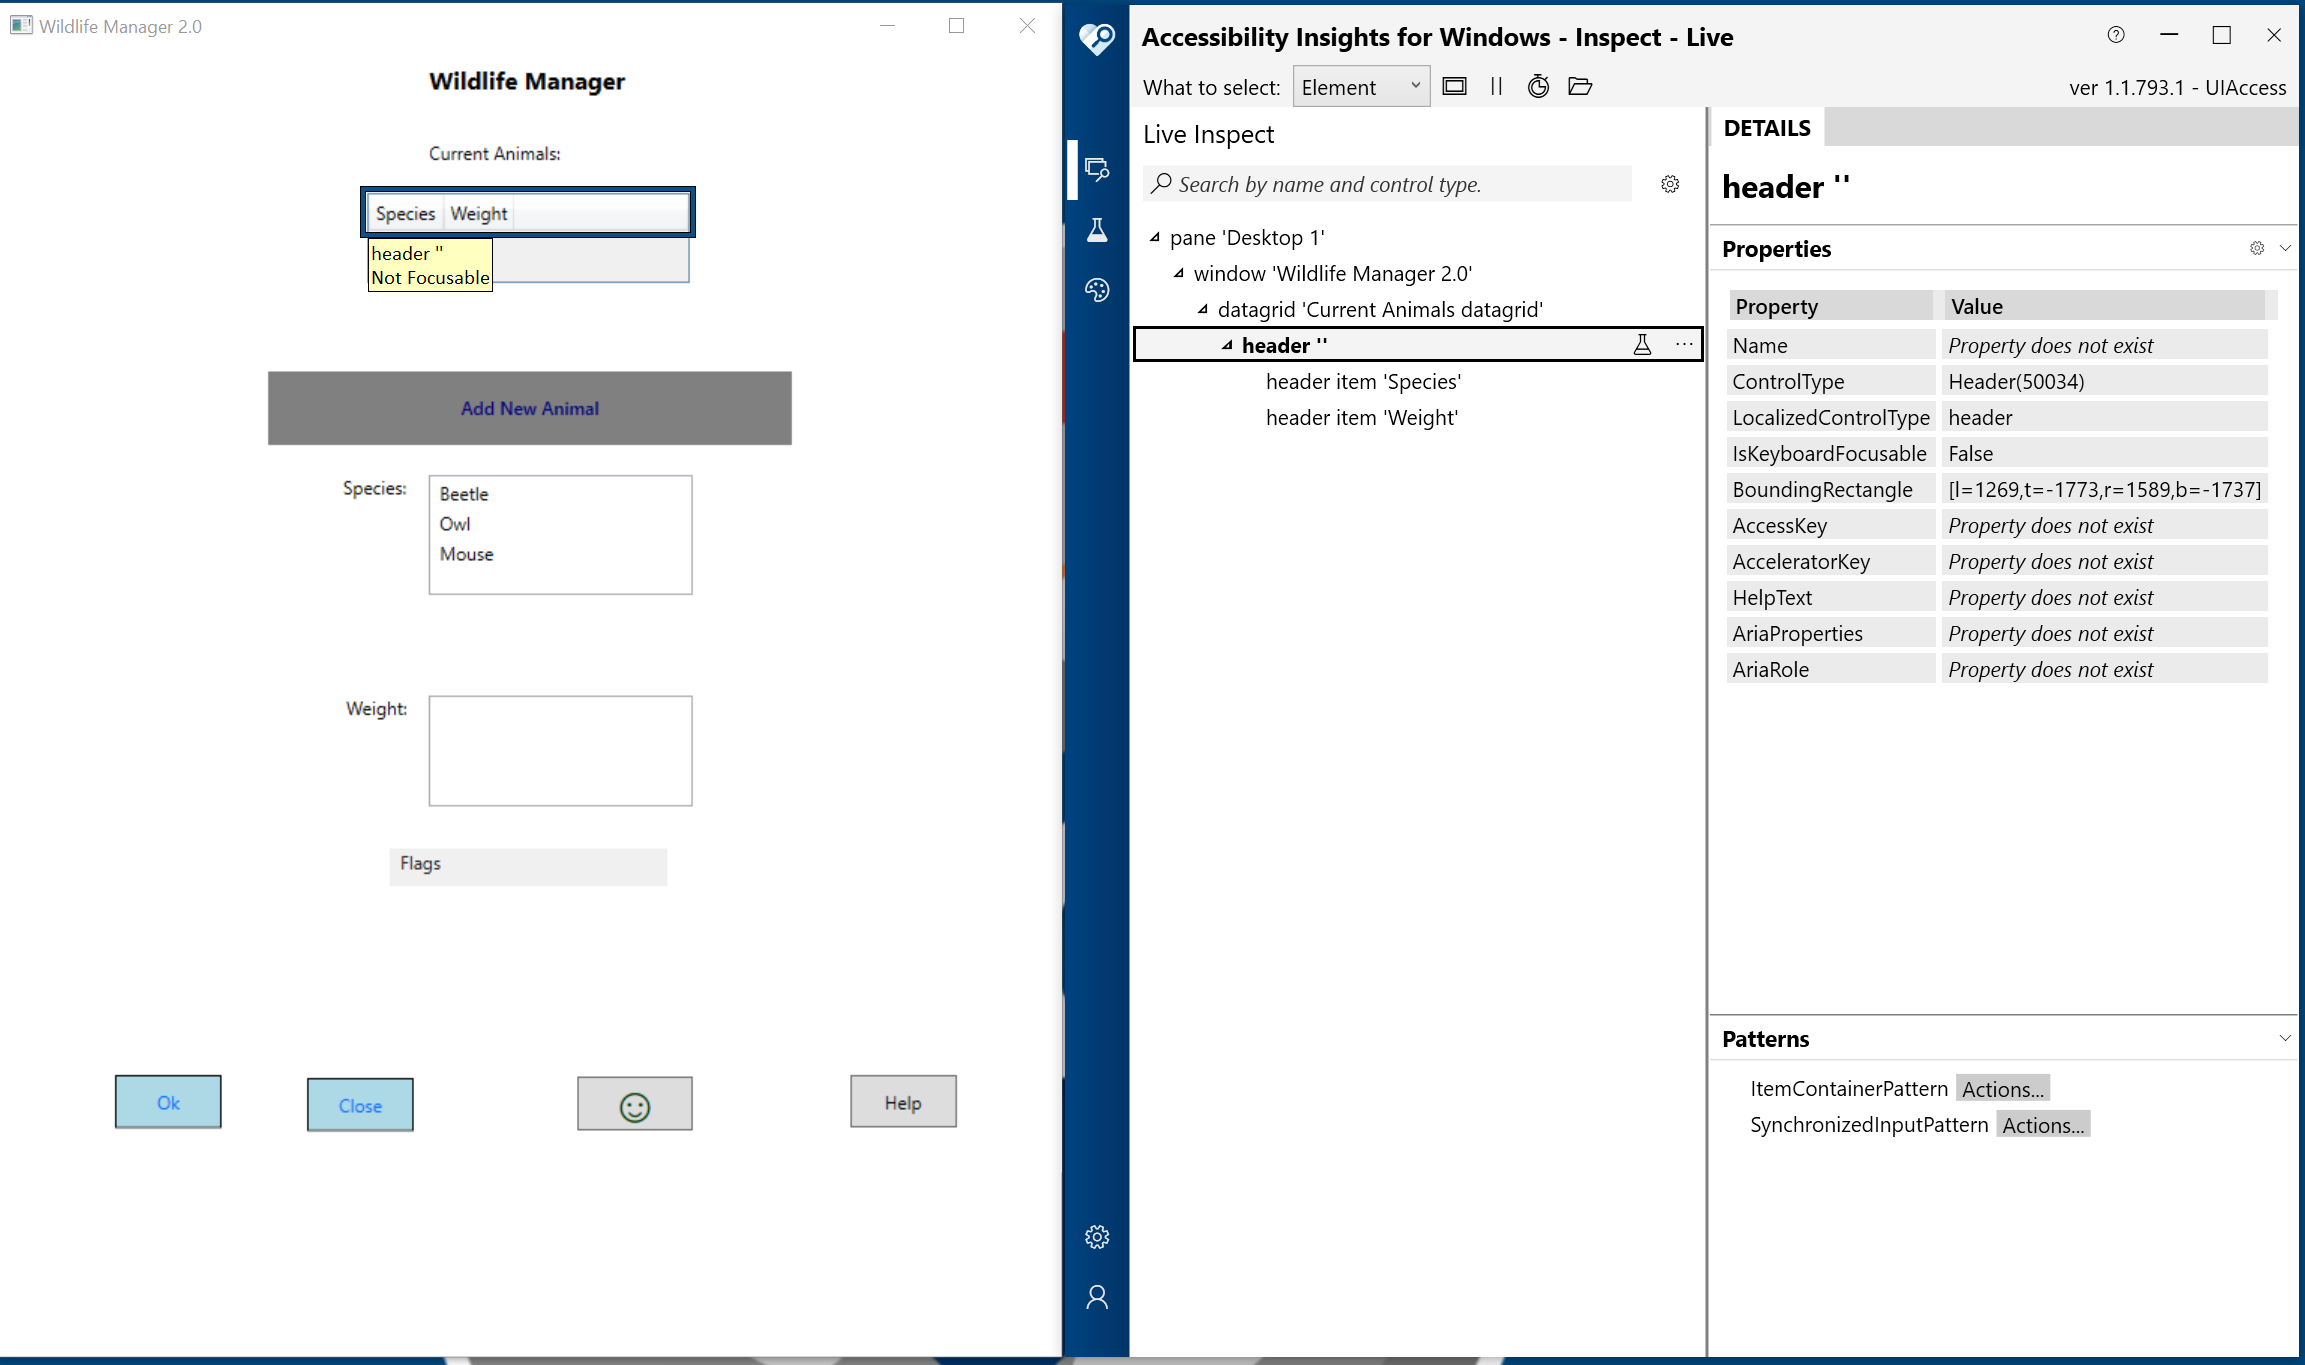 Wildlife Manager 2.0
Wildlife Manager
Current Animals:
Species Weight
header ''
Not Focusable
Add New Animal
Species:
Beetle
Owl
Mouse
Weight:
Flags
Ok
Close
Help
Accessibility Insights for Windows - Inspect - Live
What to select: Element
ver 1.1.793.1 - UIAccess
Live Inspect
Search by name and control type.
pane 'Desktop 1'
window 'Wildlife Manager 2.0'
datagrid 'Current Animals datagrid'
header ''
header item 'Species'
header item 'Weight'
DETAILS
header ''
Properties
Property Value
Name Property does not exist
ControlType Header(50034)
LocalizedControlType header
IsKeyboardFocusable False
BoundingRectangle [l=1269,t=-1773,r=1589,b=-1737]
AccessKey Property does not exist
AcceleratorKey Property does not exist
HelpText Property does not exist
AriaProperties Property does not exist
AriaRole Property does not exist
Patterns
ItemContainerPattern Actions...
SynchronizedInputPattern Actions...